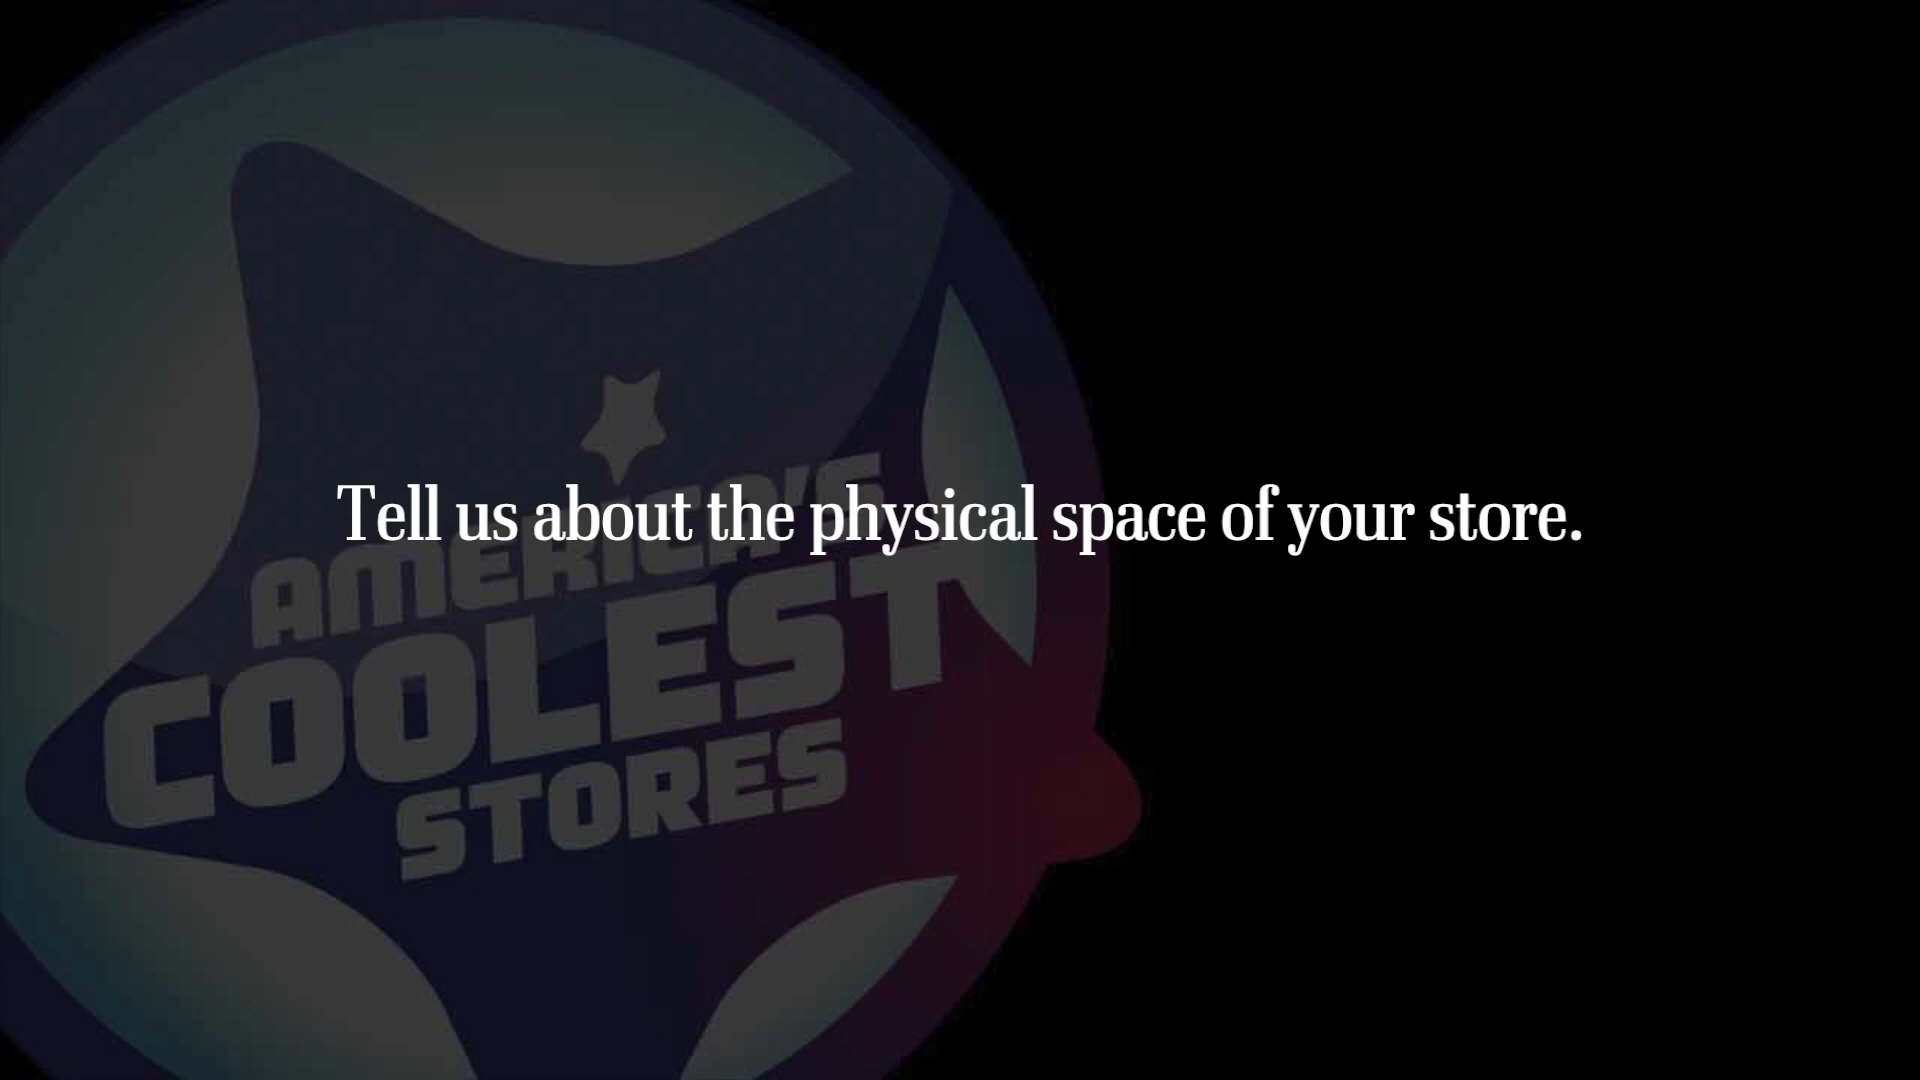 Tell us about the physical space of your store.
AMERICA'S
COOLEST
STORES